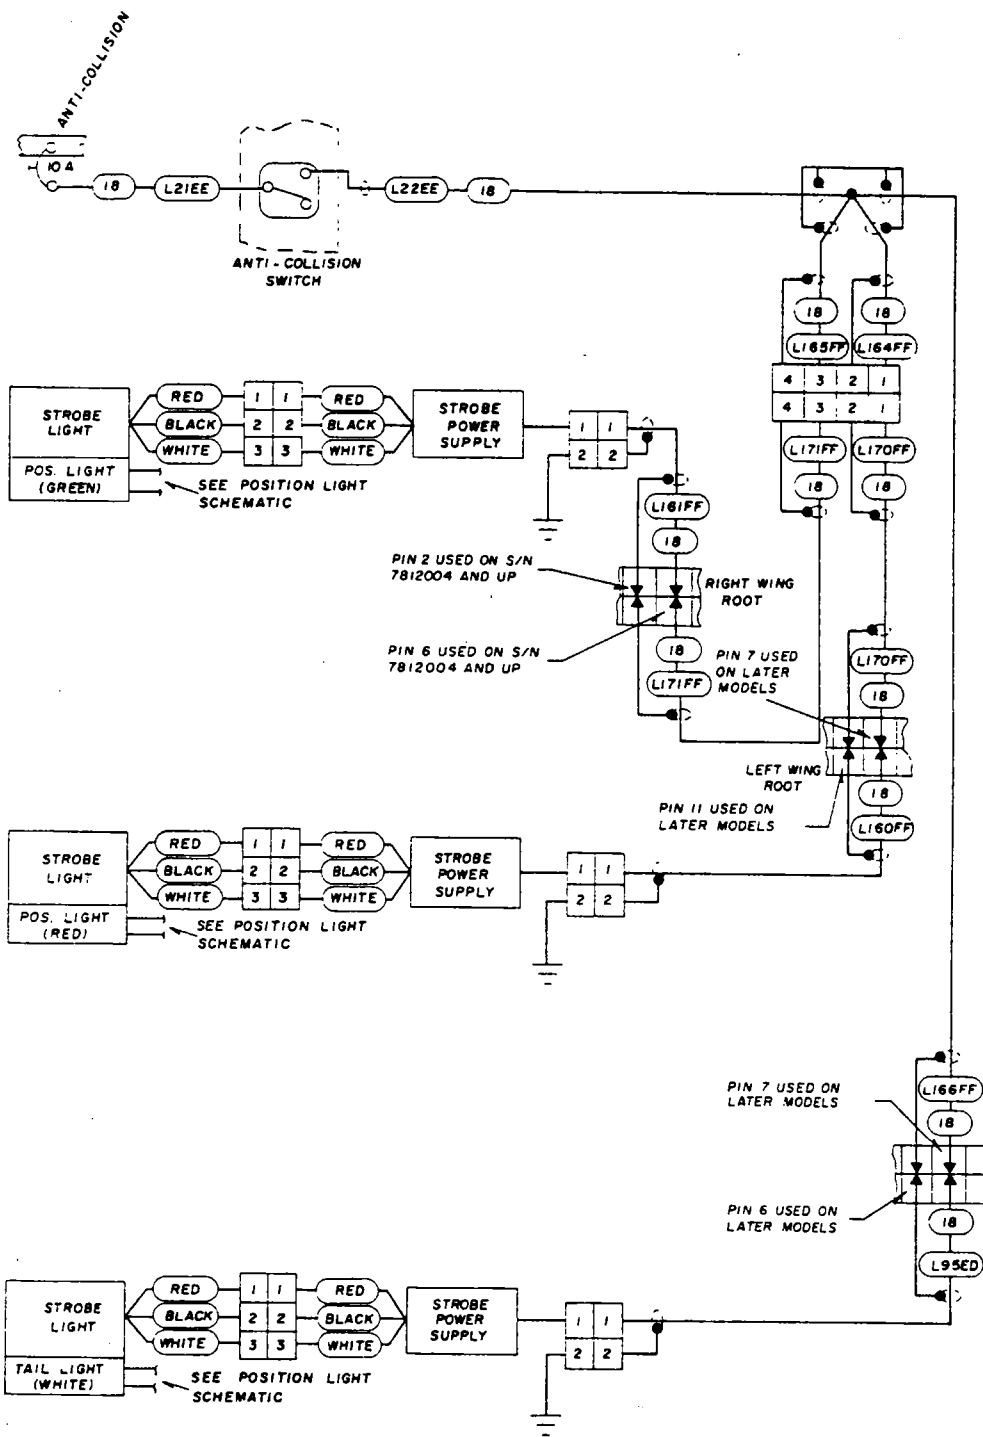 ANTI-COLLISION
10 A
18
L21EE
L22EE
18
ANTI-COLLISION
SWITCH
18
18
L165FF
L164FF
4 3 2 1
4 3 2 1
L171FF
L170FF
18
18
STROBE
LIGHT
RED
BLACK
WHITE
1 1
2 2
3 3
RED
BLACK
WHITE
STROBE
POWER
SUPPLY
1 1
2 2
POS. LIGHT
(GREEN)
SEE POSITION LIGHT
SCHEMATIC
L161FF
18
PIN 2 USED ON S/N
7812004 AND UP
RIGHT WING
ROOT
PIN 6 USED ON S/N
7812004 AND UP
18
L171FF
PIN 7 USED
ON LATER
MODELS
L170FF
18
LEFT WING
ROOT
PIN 11 USED ON
LATER MODELS
18
L160FF
STROBE
LIGHT
RED
BLACK
WHITE
1 1
2 2
3 3
RED
BLACK
WHITE
STROBE
POWER
SUPPLY
1 1
2 2
POS. LIGHT
(RED)
SEE POSITION LIGHT
SCHEMATIC
PIN 7 USED ON
LATER MODELS
L166FF
18
PIN 6 USED ON
LATER MODELS
18
L95ED
STROBE
LIGHT
RED
BLACK
WHITE
1 1
2 2
3 3
RED
BLACK
WHITE
STROBE
POWER
SUPPLY
1 1
2 2
TAIL LIGHT
(WHITE)
SEE POSITION LIGHT
SCHEMATIC